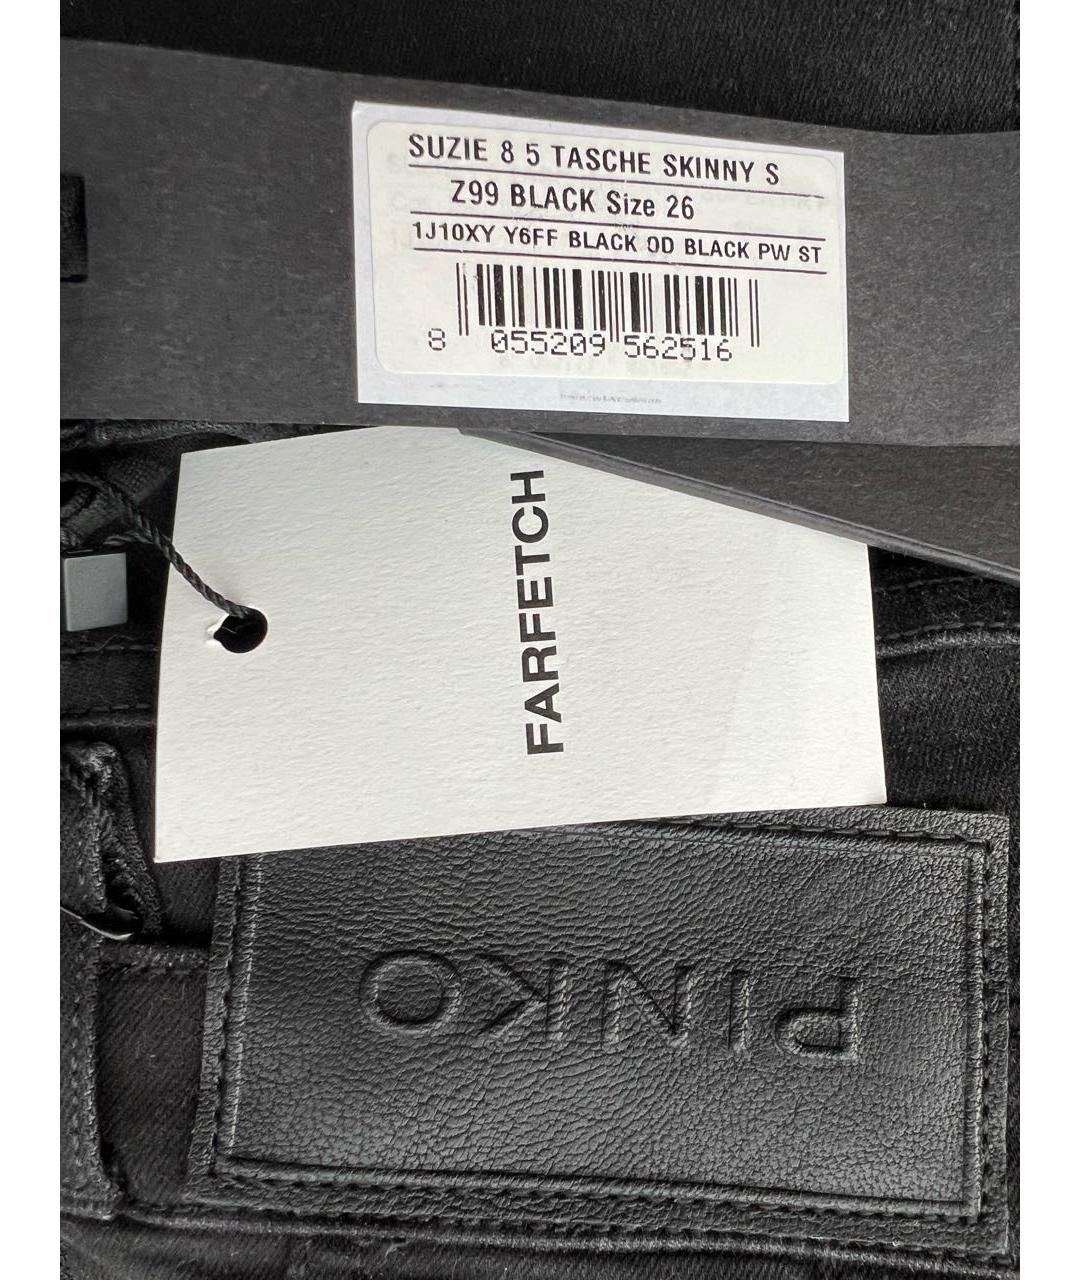 SUZIE 8 5 TASCHE SKINNY S
Z99 BLACK Size 26
1J10XY Y6FF BLACK OD BLACK PW ST
8 055209 562516
FARFETCH
PINKO